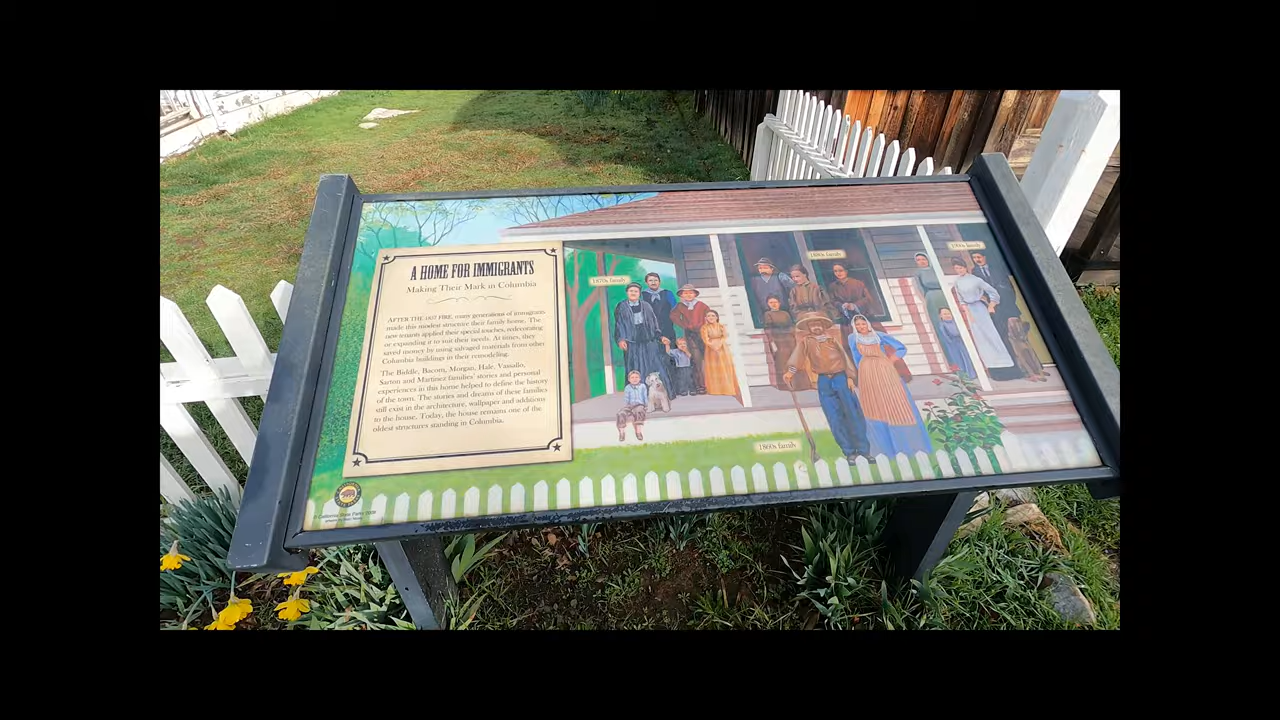 A HOME FOR IMMIGRANTS
Making Their Mark in Columbia
AFTER THE 1857 FIRE, many generations of immigrants
made this modest structure their family home. The
new tenants applied their special touches, redecorating
or expanding it to suit their needs. At times, they
saved money by using salvaged materials from other
Columbia buildings in their remodeling.
The Biddle, Bacom, Morgan, Hale, Vassallo,
Sarton and Martinez families' stories and personal
experiences in this home helped to define the history
of the town. The stories and dreams of these families
still exist in the architecture, wallpaper and additions
to the house. Today, the house remains one of the
oldest structures standing in Columbia.
1870s family
1880s family
1900s family
1860s family
© California State Parks